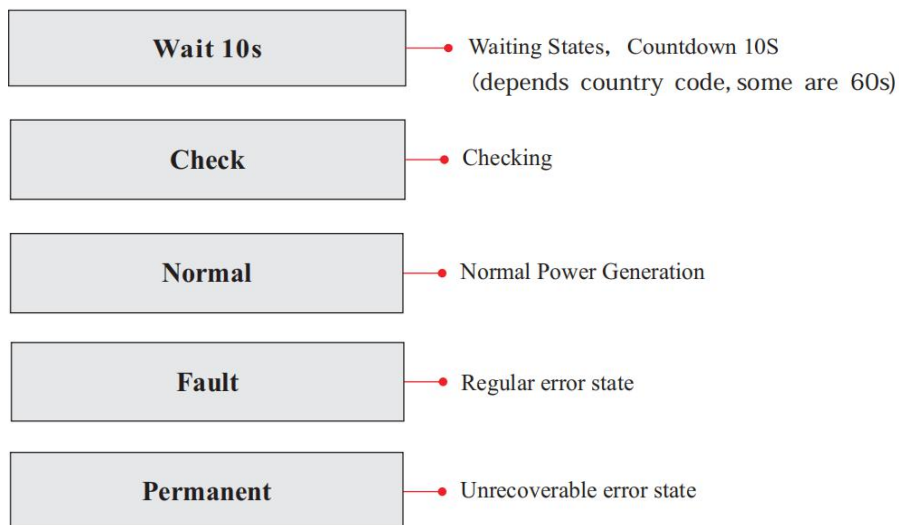 Wait 10s
Waiting States, Countdown 10S
(depends country code, some are 60s)
Check
Checking
Normal
Normal Power Generation
Fault
Regular error state
Permanent
Unrecoverable error state